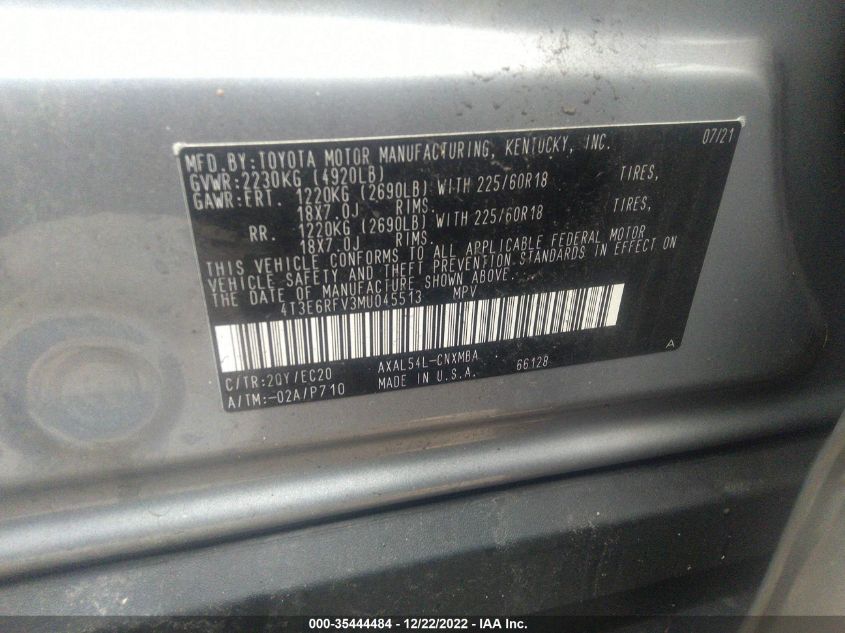 MFD. BY: TOYOTA MOTOR MANUFACTURING, KENTUCKY, INC. 07/21
GVWR: 2230KG (4920LB)
GAWR: FRT. 1220KG (2690LB) WITH 225/60R18 TIRES,
18X7.0J RIMS.
RR. 1220KG (2690LB) WITH 225/60R18 TIRES,
18X7.0J RIMS.
THIS VEHICLE CONFORMS TO ALL APPLICABLE FEDERAL MOTOR
VEHICLE SAFETY AND THEFT PREVENTION STANDARDS IN EFFECT ON
THE DATE OF MANUFACTURE SHOWN ABOVE.
4T3E6RFV3MU045513 MPV
C/TR: 2QY/EC20 AXAL54L-CNXMBA 66128 A
A/TM: -02A/P710 MADE IN U.S.A.
000-35444484 - 12/22/2022 - IAA Inc.